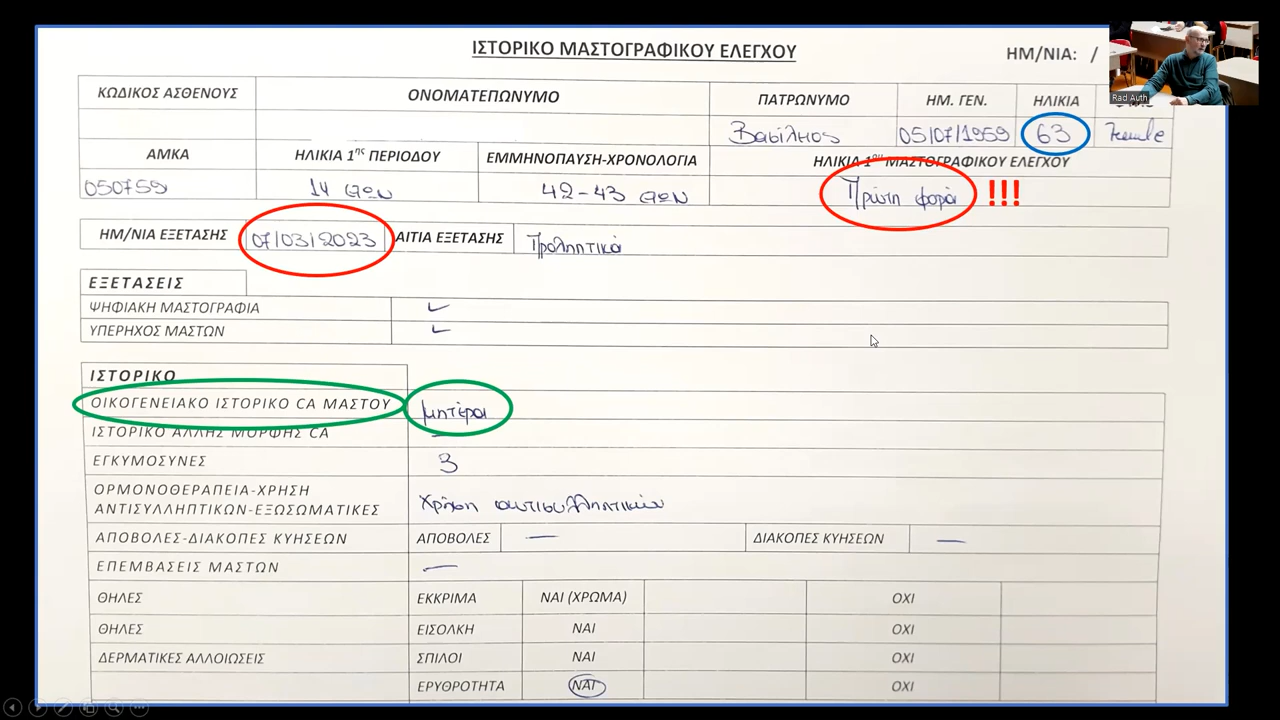 ΙΣΤΟΡΙΚΟ ΜΑΣΤΟΓΡΑΦΙΚΟΥ ΕΛΕΓΧΟΥ
ΗΜ/ΝΙΑ: /
Rad Auth
ΚΩΔΙΚΟΣ ΑΣΘΕΝΟΥΣ ΟΝΟΜΑΤΕΠΩΝΥΜΟ ΠΑΤΡΩΝΥΜΟ ΗΜ. ΓΕΝ. ΗΛΙΚΙΑ
Βασίλειος 05/07/1959 63 Female
ΑΜΚΑ ΗΛΙΚΙΑ 1ης ΠΕΡΙΟΔΟΥ ΕΜΜΗΝΟΠΑΥΣΗ-ΧΡΟΝΟΛΟΓΙΑ ΗΛΙΚΙΑ 1ου ΜΑΣΤΟΓΡΑΦΙΚΟΥ ΕΛΕΓΧΟΥ
050759 14 ετών 42-43 ετών Πρώτη φορά !!!
ΗΜ/ΝΙΑ ΕΞΕΤΑΣΗΣ 07/03/2023 ΑΙΤΙΑ ΕΞΕΤΑΣΗΣ Προληπτικά
ΕΞΕΤΑΣΕΙΣ
ΨΗΦΙΑΚΗ ΜΑΣΤΟΓΡΑΦΙΑ ✓
ΥΠΕΡΗΧΟΣ ΜΑΣΤΩΝ ✓
ΙΣΤΟΡΙΚΟ
ΟΙΚΟΓΕΝΕΙΑΚΟ ΙΣΤΟΡΙΚΟ CA ΜΑΣΤΟΥ μητέρα
ΙΣΤΟΡΙΚΟ ΑΛΛΗΣ ΜΟΡΦΗΣ CA —
ΕΓΚΥΜΟΣΥΝΕΣ 3
ΟΡΜΟΝΟΘΕΡΑΠΕΙΑ-ΧΡΗΣΗ
ΑΝΤΙΣΥΛΛΗΠΤΙΚΩΝ-ΕΞΩΣΩΜΑΤΙΚΕΣ Χρήση αντισυλληπτικών
ΑΠΟΒΟΛΕΣ-ΔΙΑΚΟΠΕΣ ΚΥΗΣΕΩΝ ΑΠΟΒΟΛΕΣ — ΔΙΑΚΟΠΕΣ ΚΥΗΣΕΩΝ —
ΕΠΕΜΒΑΣΕΙΣ ΜΑΣΤΩΝ —
ΘΗΛΕΣ ΕΚΚΡΙΜΑ ΝΑΙ (ΧΡΩΜΑ) ΟΧΙ
ΘΗΛΕΣ ΕΙΣΟΛΚΗ ΝΑΙ ΟΧΙ
ΔΕΡΜΑΤΙΚΕΣ ΑΛΛΟΙΩΣΕΙΣ ΣΠΙΛΟΙ ΝΑΙ ΟΧΙ
ΕΡΥΘΡΟΤΗΤΑ ΝΑΙ ΟΧΙ